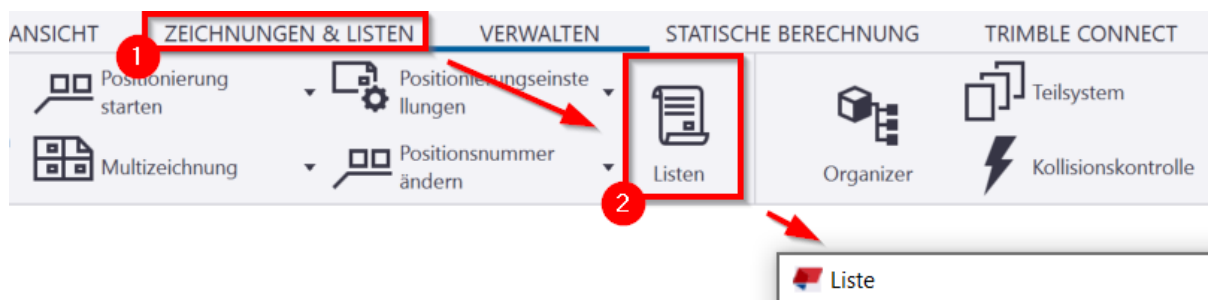 ANSICHT ZEICHNUNGEN & LISTEN VERWALTEN STATISCHE BERECHNUNG TRIMBLE CONNECT
1
Positionierung
starten
Positionierungseinste
llungen
Teilsystem
Multizeichnung
Positionsnummer
ändern
Listen
Organizer
Kollisionskontrolle
2
Liste